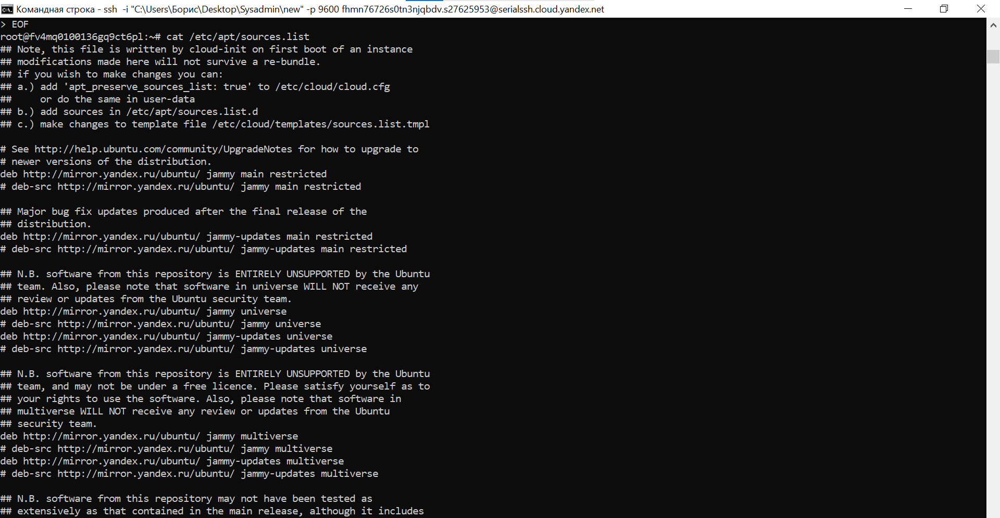 Командная строка - ssh  -i "C:\Users\Борис\Desktop\Sysadmin\new" -p 9600 fhmn76726s0tn3njqbdv.s27625953@serialssh.cloud.yandex.net
> EOF
root@fv4mq0100136gq9ct6pl:~# cat /etc/apt/sources.list
## Note, this file is written by cloud-init on first boot of an instance
## modifications made here will not survive a re-bundle.
## if you wish to make changes you can:
## a.) add 'apt_preserve_sources_list: true' to /etc/cloud/cloud.cfg
##     or do the same in user-data
## b.) add sources in /etc/apt/sources.list.d
## c.) make changes to template file /etc/cloud/templates/sources.list.tmpl

# See http://help.ubuntu.com/community/UpgradeNotes for how to upgrade to
# newer versions of the distribution.
deb http://mirror.yandex.ru/ubuntu/ jammy main restricted
# deb-src http://mirror.yandex.ru/ubuntu/ jammy main restricted

## Major bug fix updates produced after the final release of the
## distribution.
deb http://mirror.yandex.ru/ubuntu/ jammy-updates main restricted
# deb-src http://mirror.yandex.ru/ubuntu/ jammy-updates main restricted

## N.B. software from this repository is ENTIRELY UNSUPPORTED by the Ubuntu
## team. Also, please note that software in universe WILL NOT receive any
## review or updates from the Ubuntu security team.
deb http://mirror.yandex.ru/ubuntu/ jammy universe
# deb-src http://mirror.yandex.ru/ubuntu/ jammy universe
deb http://mirror.yandex.ru/ubuntu/ jammy-updates universe
# deb-src http://mirror.yandex.ru/ubuntu/ jammy-updates universe

## N.B. software from this repository is ENTIRELY UNSUPPORTED by the Ubuntu
## team, and may not be under a free licence. Please satisfy yourself as to
## your rights to use the software. Also, please note that software in
## multiverse WILL NOT receive any review or updates from the Ubuntu
## security team.
deb http://mirror.yandex.ru/ubuntu/ jammy multiverse
# deb-src http://mirror.yandex.ru/ubuntu/ jammy multiverse
deb http://mirror.yandex.ru/ubuntu/ jammy-updates multiverse
# deb-src http://mirror.yandex.ru/ubuntu/ jammy-updates multiverse

## N.B. software from this repository may not have been tested as
## extensively as that contained in the main release, although it includes